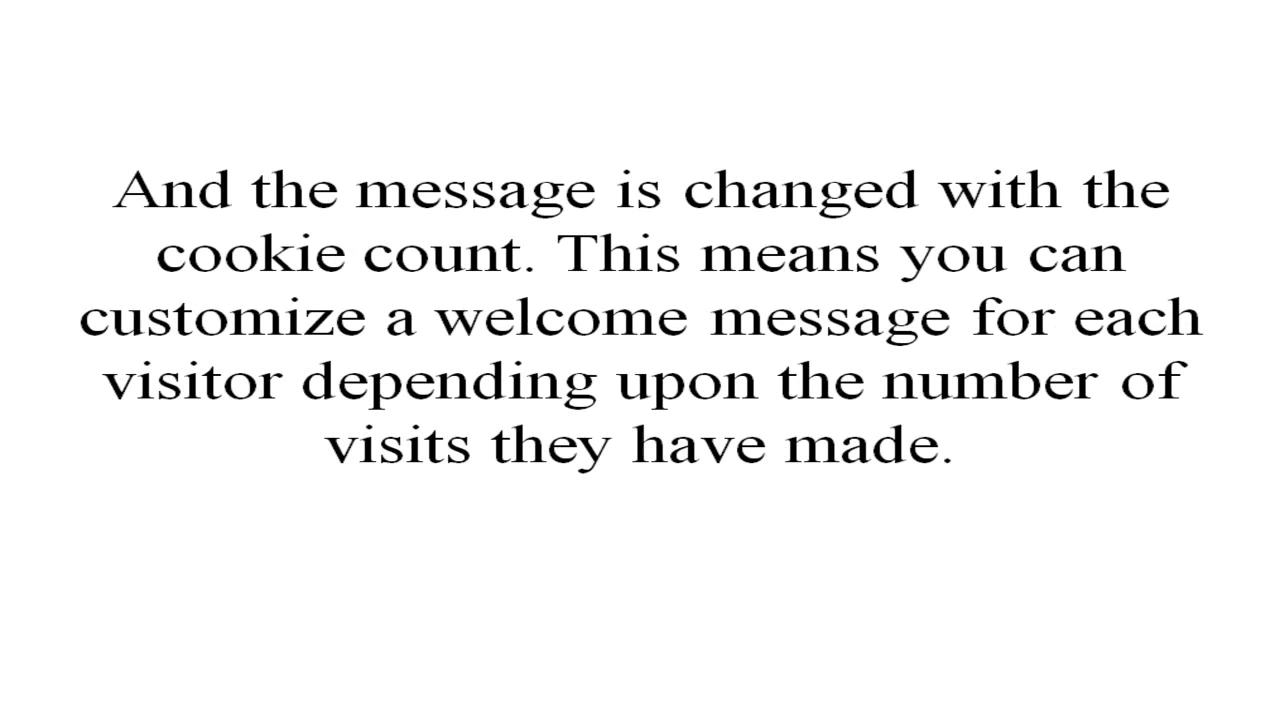 And the message is changed with the
cookie count. This means you can
customize a welcome message for each
visitor depending upon the number of
visits they have made.